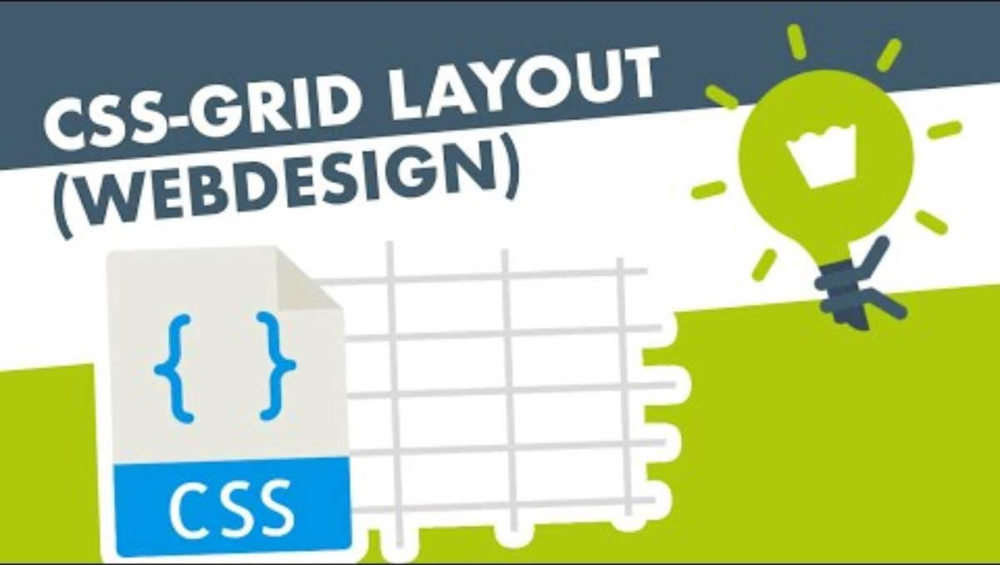 CSS-GRID LAYOUT
(WEBDESIGN)
{ }
CSS